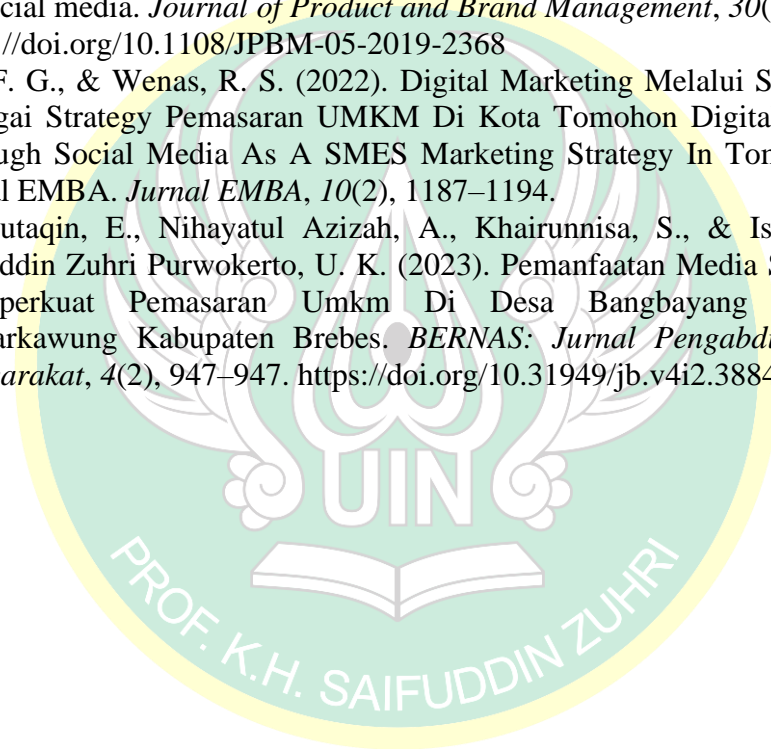 cial media. Journal of Product and Brand Management, 30(
://doi.org/10.1108/JPBM-05-2019-2368
F. G., & Wenas, R. S. (2022). Digital Marketing Melalui S
gai Strategy Pemasaran UMKM Di Kota Tomohon Digita
ugh Social Media As A SMES Marketing Strategy In Ton
l EMBA. Jurnal EMBA, 10(2), 1187–1194.
utaqin, E., Nihayatul Azizah, A., Khairunnisa, S., & Is
ddin Zuhri Purwokerto, U. K. (2023). Pemanfaatan Media S
perkuat Pemasaran Umkm Di Desa Bangbayang
arkawung Kabupaten Brebes. BERNAS: Jurnal Pengabdi
arakat, 4(2), 947–947. https://doi.org/10.31949/jb.v4i2.3884
UIN
PROF. K.H. SAIFUDDIN ZUHRI